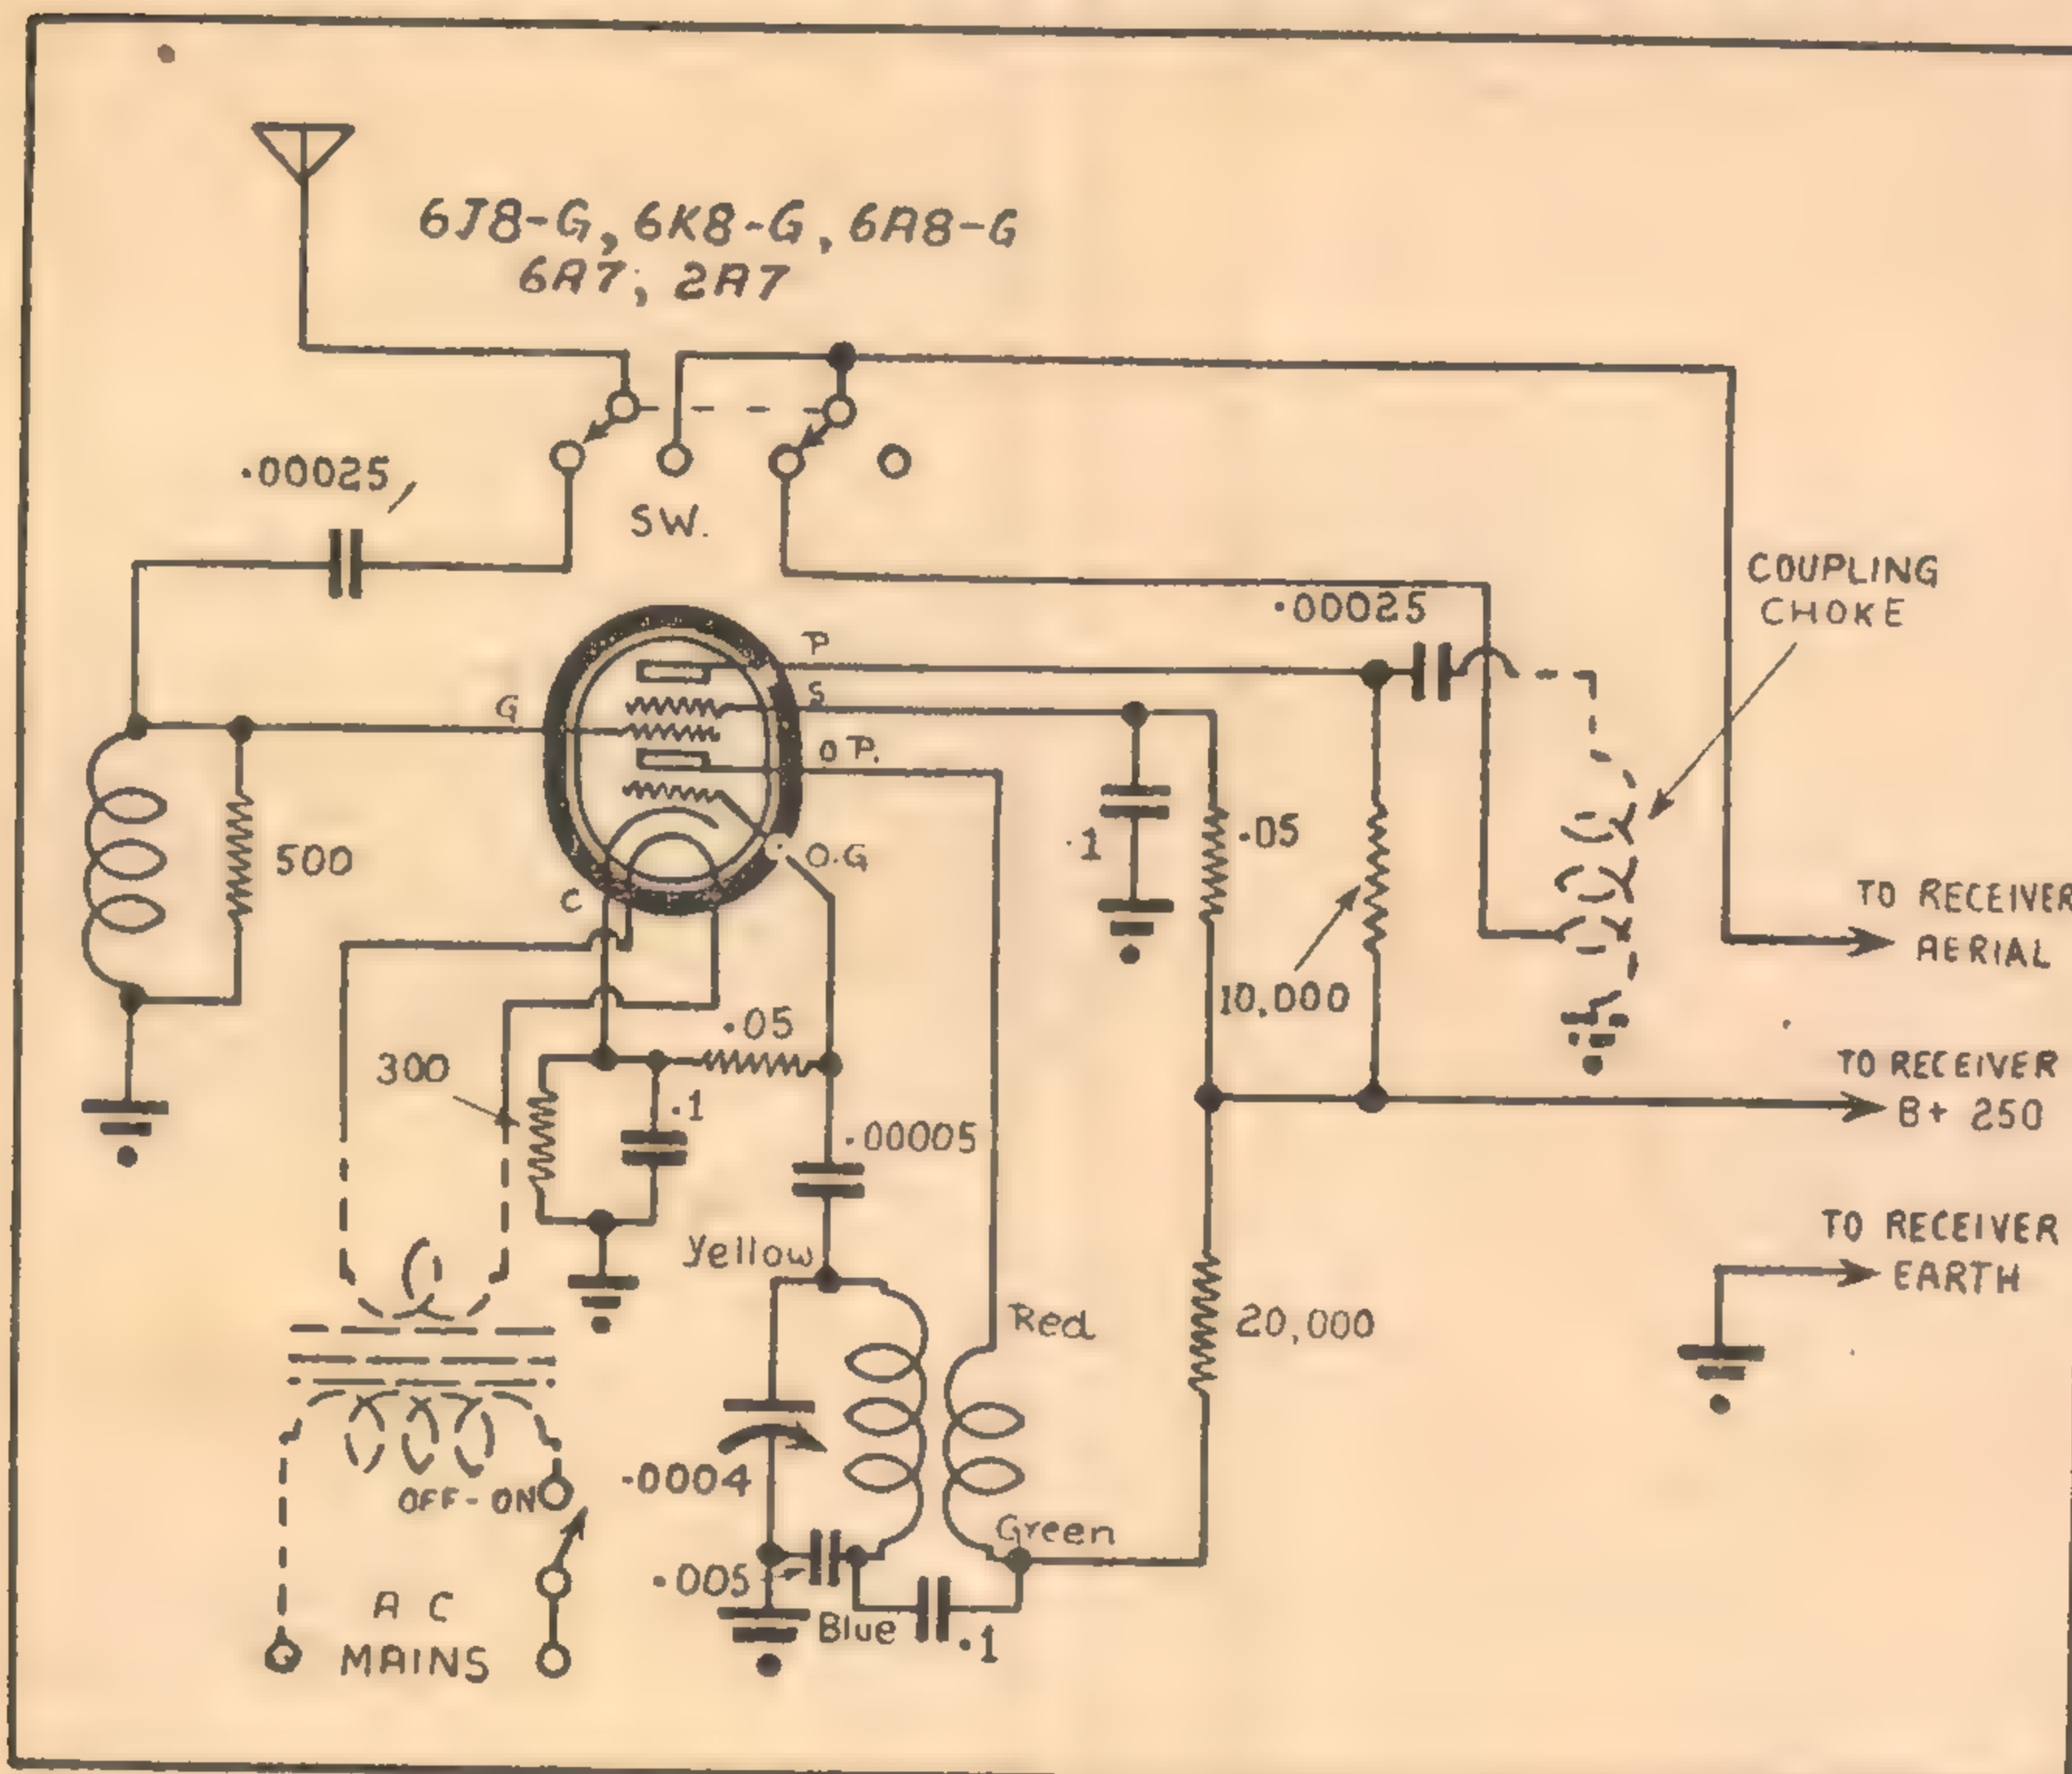 6J8-G, 6K8-G, 6A8-G
6A7; 2A7
.00025
SW.
COUPLING
CHOKE
.00025
P
S
G
O P.
500
.1
.05
O.G
C
TO RECEIVER
AERIAL
10,000
.05
300
TO RECEIVER
B+ 250
.1
.00005
TO RECEIVER
EARTH
Yellow
Red
20,000
.0004
OFF-ON
Green
.005
A C
MAINS
Blue
.1